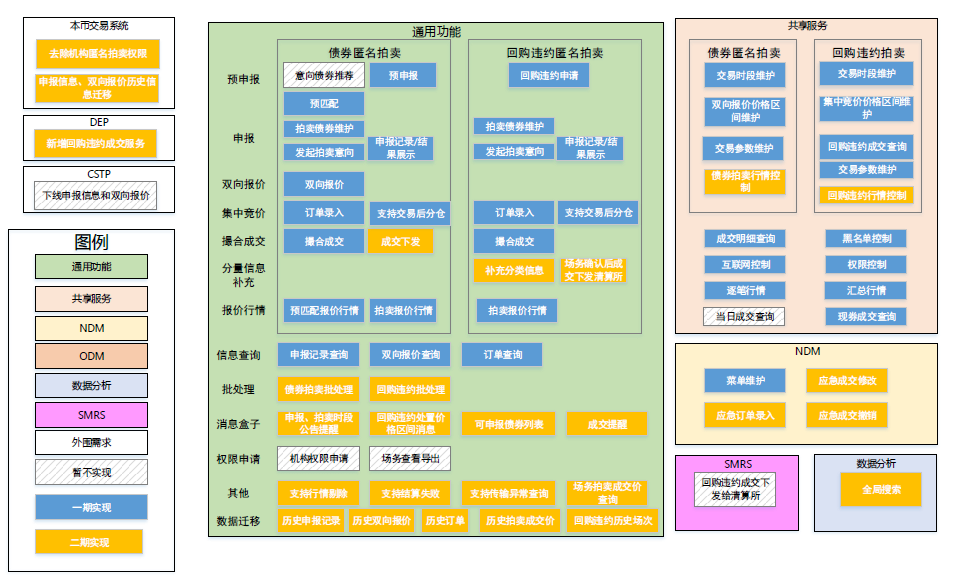 本币交易系统
去除机构匿名拍卖权限
申报信息、双向报价历史信
息迁移
DEP
新增回购违约成交服务
CSTP
下线申报信息和双向报价
图例
通用功能
共享服务
NDM
ODM
数据分析
SMRS
外围需求
暂不实现
一期实现
二期实现
通用功能
债券匿名拍卖
回购违约匿名拍卖
预申报
意向债券推荐
预申报
回购违约申请
预匹配
申报
拍卖债券维护
发起拍卖意向
申报记录/结
果展示
拍卖债券维护
发起拍卖意向
申报记录/结
果展示
双向报价
双向报价
集中竞价
订单录入
支持交易后分仓
订单录入
支持交易后分仓
撮合成交
撮合成交
成交下发
撮合成交
分量信息
补充
补充分类信息
场务确认后成
交下发清算所
报价行情
预匹配报价行情
拍卖报价行情
拍卖报价行情
信息查询
申报记录查询
双向报价查询
订单查询
批处理
债券拍卖批处理
回购违约批处理
消息盒子
申报、拍卖时段
公告提醒
回购违约处置价
格区间消息
可申报债券列表
成交提醒
权限申请
机构权限申请
场务查看导出
其他
支持行情剔除
支持结算失败
支持传输异常查询
场务拍卖成交价
查询
数据迁移
历史申报记录
历史双向报价
历史订单
历史拍卖成交价
回购违约历史场次
共享服务
债券匿名拍卖
回购违约拍卖
交易时段维护
交易时段维护
双向报价价格区
间维护
集中竞价价格区间维
护
交易参数维护
回购违约成交查询
交易参数维护
债券拍卖行情控
制
回购违约行情控制
成交明细查询
黑名单控制
互联网控制
权限控制
逐笔行情
汇总行情
当日成交查询
现券成交查询
NDM
菜单维护
应急成交修改
应急订单录入
应急成交撤销
SMRS
回购违约成交下
发给清算所
数据分析
全局搜索